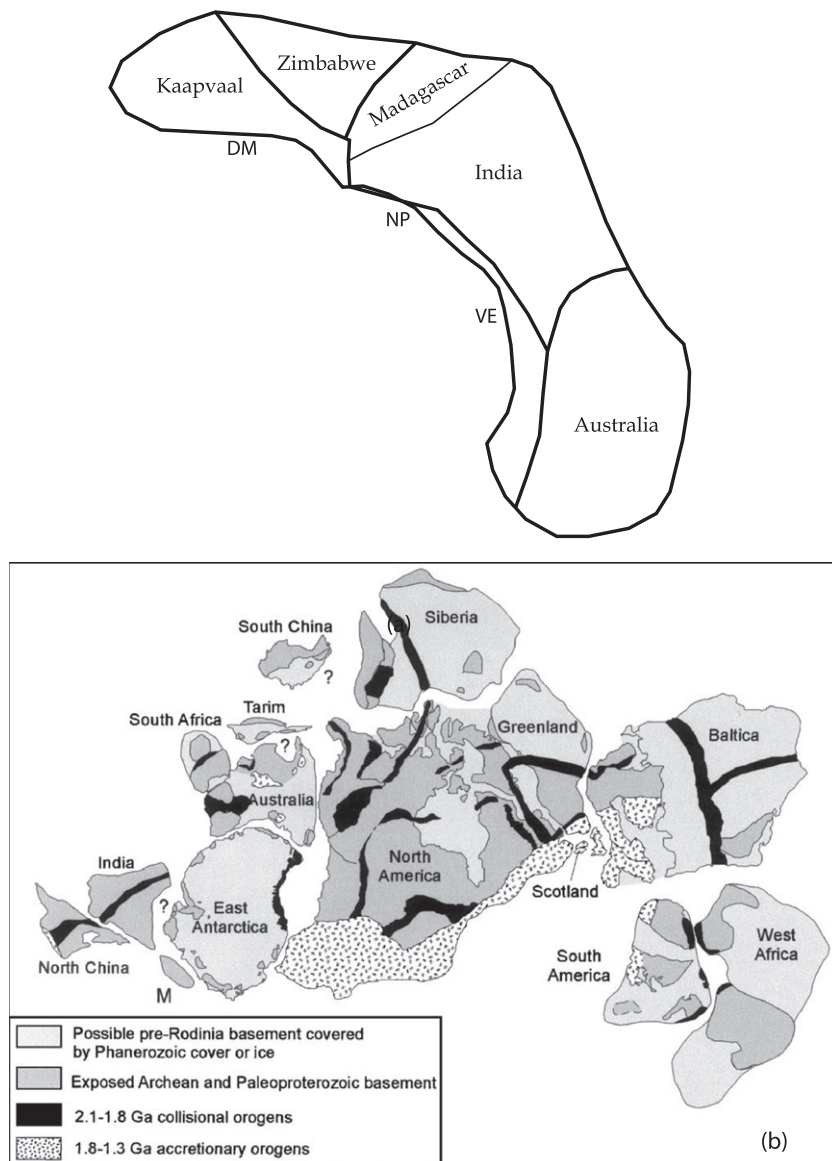 Kaapvaal
Zimbabwe
Madagascar
DM
India
NP
VE
Australia
(a)
Siberia
South China
?
Tarim
South Africa
?
Greenland
Baltica
Australia
India
?
East
Antarctica
North
America
Scotland
North China
M
South
America
West
Africa
Possible pre-Rodinia basement covered
by Phanerozoic cover or ice
Exposed Archean and Paleoproterozoic basement
2.1-1.8 Ga collisional orogens
1.8-1.3 Ga accretionary orogens
(b)